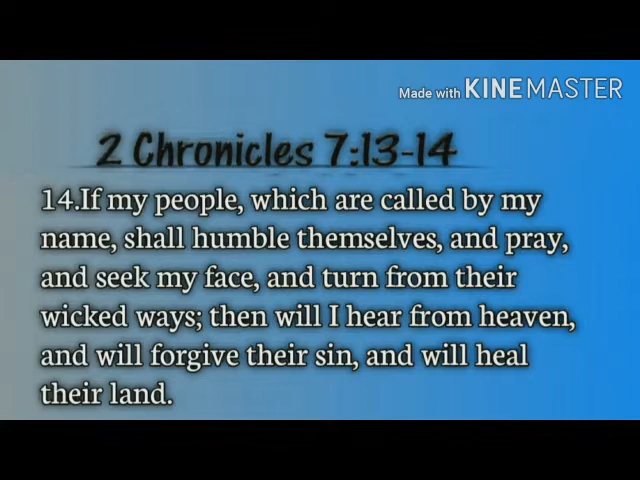 Made with KINEMASTER
2 Chronicles 7:13-14
14.If my people, which are called by my
name, shall humble themselves, and pray,
and seek my face, and turn from their
wicked ways; then will I hear from heaven,
and will forgive their sin, and will heal
their land.